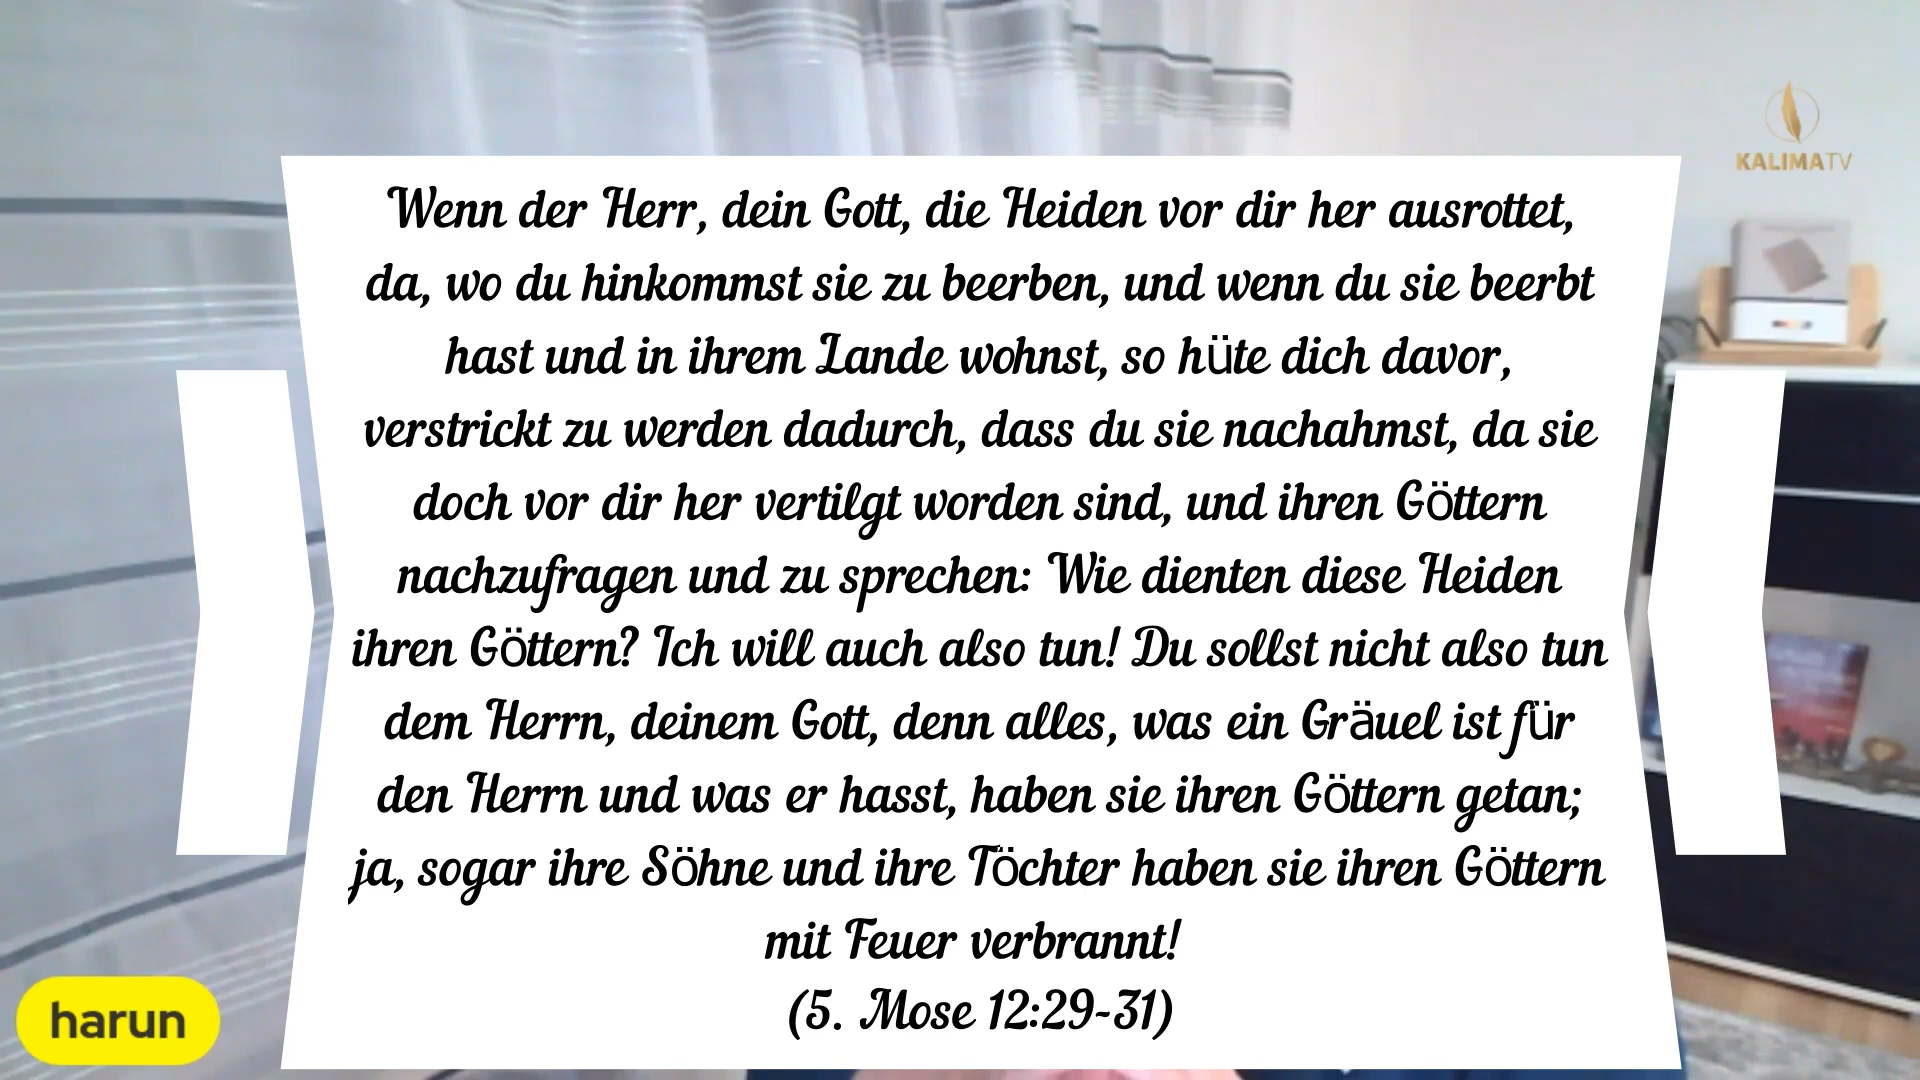 KALIMATV
Wenn der Herr, dein Gott, die Heiden vor dir her ausrottet,
da, wo du hinkommst sie zu beerben, und wenn du sie beerbt
hast und in ihrem Lande wohnst, so hüte dich davor,
verstrickt zu werden dadurch, dass du sie nachahmst, da sie
doch vor dir her vertilgt worden sind, und ihren Göttern
nachzufragen und zu sprechen: Wie dienten diese Heiden
ihren Göttern? Ich will auch also tun! Du sollst nicht also tun
dem Herrn, deinem Gott, denn alles, was ein Gräuel ist für
den Herrn und was er hasst, haben sie ihren Göttern getan;
ja, sogar ihre Söhne und ihre Töchter haben sie ihren Göttern
mit Feuer verbrannt!
(5. Mose 12:29-31)
harun